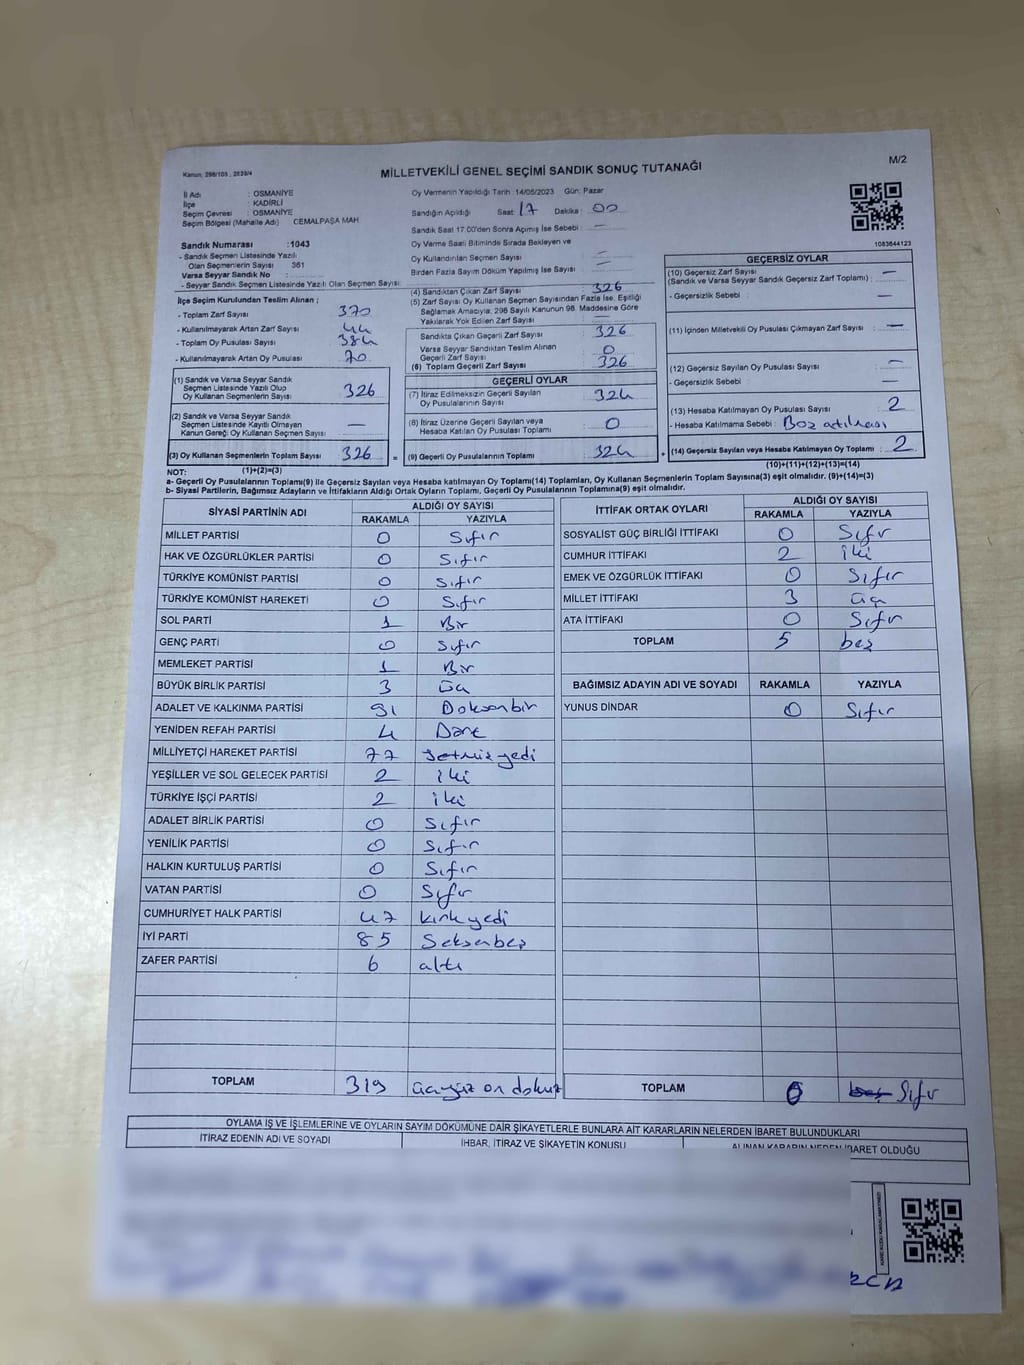 Kanun, 298/105 , 2023/4
MİLLETVEKİLİ GENEL SEÇİMİ SANDIK SONUÇ TUTANAĞI
M/2
İl Adı : OSMANİYE
İlçe : KADİRLİ
Seçim Çevresi : OSMANİYE
Seçim Bölgesi (Mahalle Adı) CEMALPAŞA MAH.
Sandık Numarası :1043
- Sandık Seçmen Listesinde Yazılı
Olan Seçmenlerin Sayısı 361
Varsa Seyyar Sandık No :
- Seyyar Sandık Seçmen Listesinde Yazılı Olan Seçmen Sayısı:
Oy Vermenin Yapıldığı Tarih :14/05/2023 Gün: Pazar
Sandığın Açıldığı Saat: 17 Dakika : 00
Sandık Saat 17.00'den Sonra Açımış İse Sebebi : —
Oy Verme Saati Bitiminde Sırada Bekleyen ve
Oy Kullandırılan Seçmen Sayısı —
Birden Fazla Sayım Döküm Yapılmış İse Sayısı —
1083644123
İlçe Seçim Kurulundan Teslim Alınan ;
- Toplam Zarf Sayısı 370
- Kullanılmayarak Artan Zarf Sayısı 44
- Toplam Oy Pusulası Sayısı 384
- Kullanılmayarak Artan Oy Pusulası 70
(1) Sandık ve Varsa Seyyar Sandık
Seçmen Listesinde Yazılı Olup
Oy Kullanan Seçmenlerin Sayısı 326
(2) Sandık ve Varsa Seyyar Sandık
Seçmen Listesinde Kayıtlı Olmayan
Kanun Gereği Oy Kullanan Seçmen Sayısı —
(3) Oy Kullanan Seçmenlerin Toplam Sayısı 326 =
(4) Sandıktan Çıkan Zarf Sayısı 326
(5) Zarf Sayısı Oy Kullanan Seçmen Sayısından Fazla İse, Eşitliği
Sağlamak Amacıyla, 298 Sayılı Kanunun 98. Maddesine Göre
Yakılarak Yok Edilen Zarf Sayısı —
Sandıkta Çıkan Geçerli Zarf Sayısı : 326
Varsa Seyyar Sandıktan Teslim Alınan
Geçerli Zarf Sayısı 0
(6) Toplam Geçerli Zarf Sayısı 326
GEÇERLİ OYLAR
(7) İtiraz Edilmeksizin Geçerli Sayılan
Oy Pusulalarının Sayısı 324
(8) İtiraz Üzerine Geçerli Sayılan veya
Hesaba Katılan Oy Pusulası Toplamı 0
(9) Geçerli Oy Pusulalarının Toplamı 324 +
GEÇERSİZ OYLAR
(10) Geçersiz Zarf Sayısı —
(Sandık ve Varsa Seyyar Sandık Geçersiz Zarf Toplamı) :
- Geçersizlik Sebebi : —
(11) İçinden Milletvekili Oy Pusulası Çıkmayan Zarf Sayısı : —
(12) Geçersiz Sayılan Oy Pusulası Sayısı : —
- Geçersizlik Sebebi : —
(13) Hesaba Katılmayan Oy Pusulası Sayısı : 2
- Hesaba Katılmama Sebebi : Boş atılması
(14) Geçersiz Sayılan veya Hesaba Katılmayan Oy Toplamı : 2
NOT: (1)+(2)=(3)
(10)+(11)+(12)+(13)=(14)
a- Geçerli Oy Pusulalarının Toplamı(9) ile Geçersiz Sayılan veya Hesaba Katılmayan Oy Toplamı(14) Toplamları, Oy Kullanan Seçmenlerin Toplam Sayısına(3) eşit olmalıdır. (9)+(14)=(3)
b- Siyasi Partilerin, Bağımsız Adayların ve İttifakların Aldığı Ortak Oyların Toplamı, Geçerli Oy Pusulalarının Toplamına(9) eşit olmalıdır.
SİYASİ PARTİNİN ADI ALDIĞI OY SAYISI
RAKAMLA YAZIYLA
MİLLET PARTİSİ 0 Sıfır
HAK VE ÖZGÜRLÜKLER PARTİSİ 0 Sıfır
TÜRKİYE KOMÜNİST PARTİSİ 0 Sıfır
TÜRKİYE KOMÜNİST HAREKETİ 0 Sıfır
SOL PARTİ 1 Bir
GENÇ PARTİ 0 Sıfır
MEMLEKET PARTİSİ 1 Bir
BÜYÜK BİRLİK PARTİSİ 3 Üç
ADALET VE KALKINMA PARTİSİ 91 Doksanbir
YENİDEN REFAH PARTİSİ 4 Dört
MİLLİYETÇİ HAREKET PARTİSİ 77 Yetmişyedi
YEŞİLLER VE SOL GELECEK PARTİSİ 2 iki
TÜRKİYE İŞÇİ PARTİSİ 2 iki
ADALET BİRLİK PARTİSİ 0 Sıfır
YENİLİK PARTİSİ 0 Sıfır
HALKIN KURTULUŞ PARTİSİ 0 Sıfır
VATAN PARTİSİ 0 Sıfır
CUMHURİYET HALK PARTİSİ 47 kırkyedi
İYİ PARTİ 85 Seksenbeş
ZAFER PARTİSİ 6 altı
TOPLAM 319 üçyüz on dokuz
İTTİFAK ORTAK OYLARI ALDIĞI OY SAYISI
RAKAMLA YAZIYLA
SOSYALİST GÜÇ BİRLİĞİ İTTİFAKI 0 Sıfır
CUMHUR İTTİFAKI 2 iki
EMEK VE ÖZGÜRLÜK İTTİFAKI 0 Sıfır
MİLLET İTTİFAKI 3 üç
ATA İTTİFAKI 0 Sıfır
TOPLAM 5 beş
BAĞIMSIZ ADAYIN ADI VE SOYADI RAKAMLA YAZIYLA
YUNUS DİNDAR 0 Sıfır
TOPLAM 0 beş Sıfır
OYLAMA İŞ VE İŞLEMLERİNE VE OYLARIN SAYIM DÖKÜMÜNE DAİR ŞİKAYETLERLE BUNLARA AİT KARARLARIN NELERDEN İBARET BULUNDUKLARI
İTİRAZ EDENİN ADI VE SOYADI İHBAR, İTİRAZ VE ŞİKAYETİN KONUSU ALINAN KARARIN NEDEN İBARET OLDUĞU